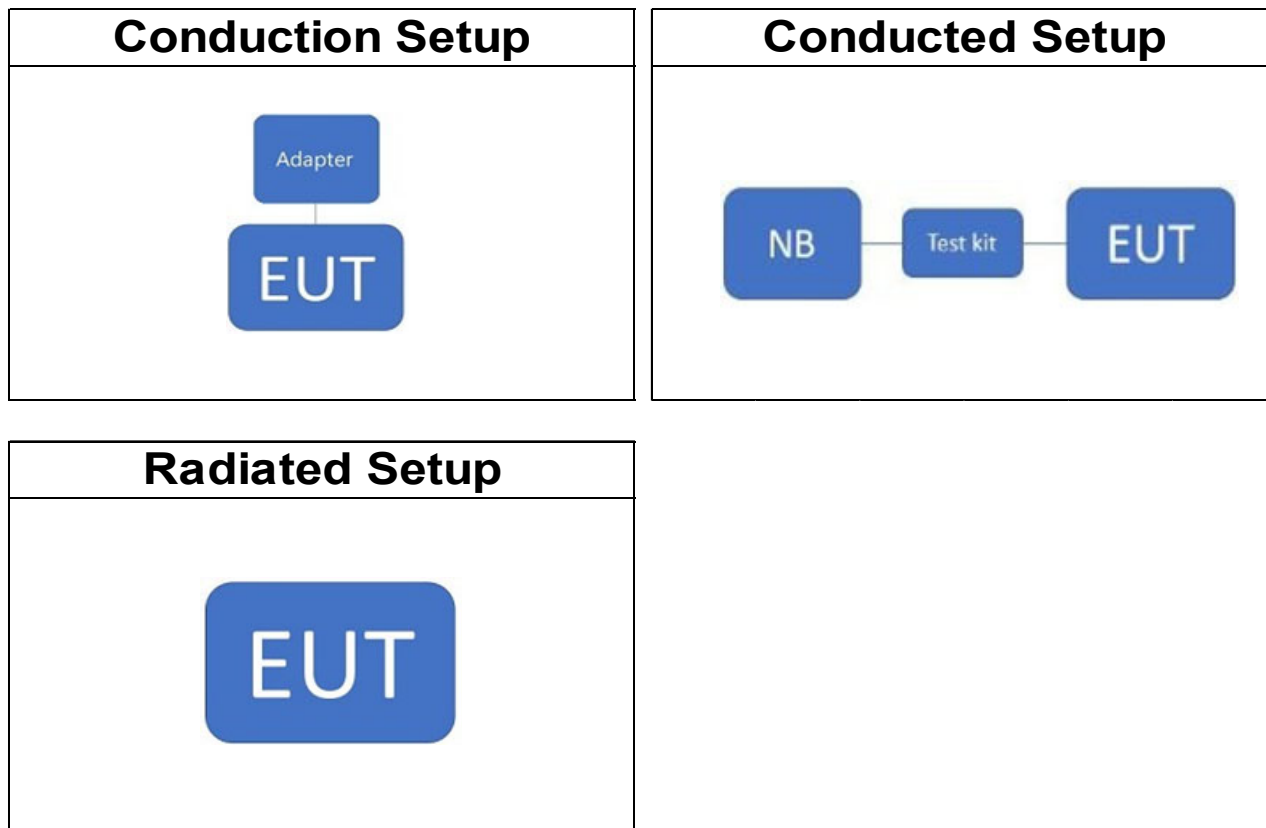 Conduction Setup
Adapter
EUT
Conducted Setup
NB
Test kit
EUT
Radiated Setup
EUT